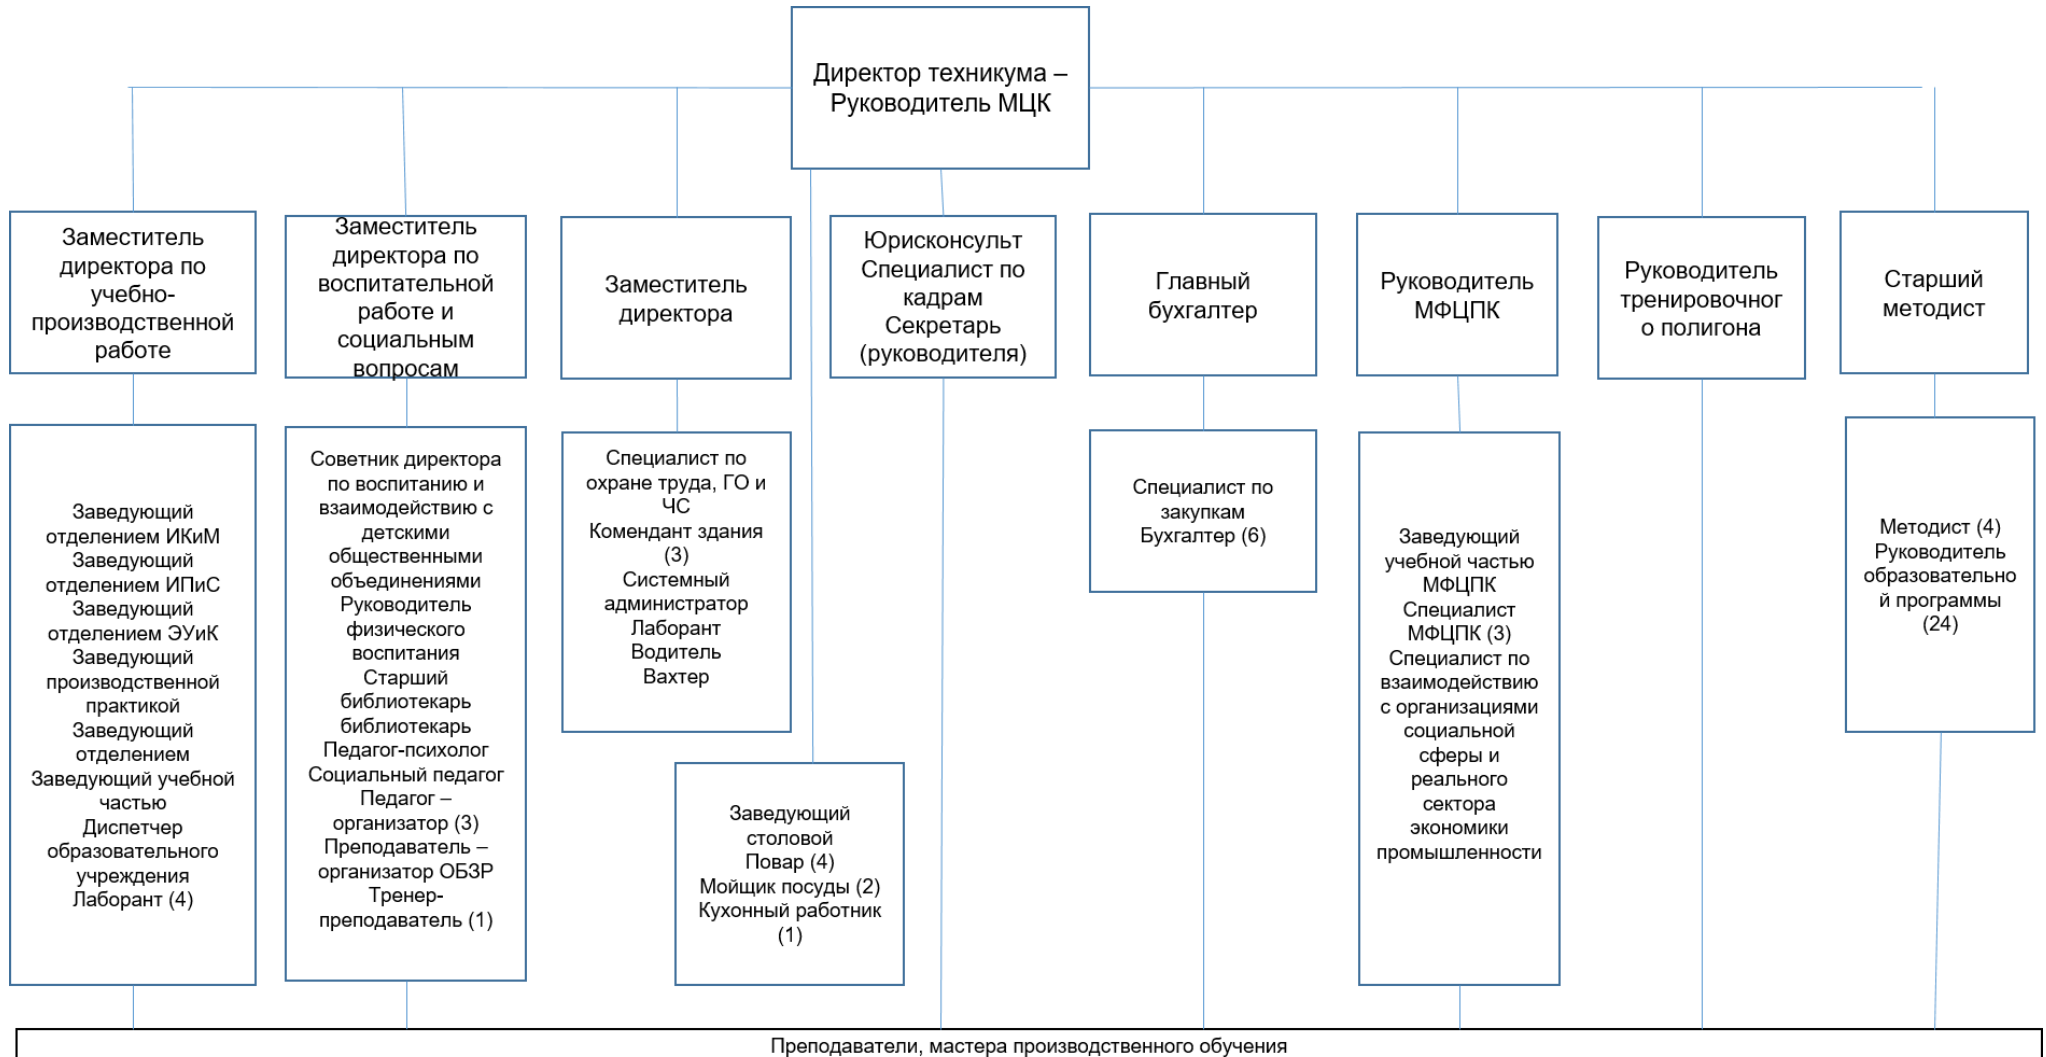 Директор техникума –
Руководитель МЦК
Заместитель
директора по
учебно-
производственной
работе
Заместитель
директора по
воспитательной
работе и
социальным
вопросам
Заместитель
директора
Юрисконсульт
Специалист по
кадрам
Секретарь
(руководителя)
Главный
бухгалтер
Руководитель
МФЦПК
Руководитель
тренировочног
о полигона
Старший
методист
Заведующий
отделением ИКиМ
Заведующий
отделением ИПиС
Заведующий
отделением ЭУиК
Заведующий
производственной
практикой
Заведующий
отделением
Заведующий учебной
частью
Диспетчер
образовательного
учреждения
Лаборант (4)
Советник директора
по воспитанию и
взаимодействию с
детскими
общественными
объединениями
Руководитель
физического
воспитания
Старший
библиотекарь
библиотекарь
Педагог-психолог
Социальный педагог
Педагог –
организатор (3)
Преподаватель –
организатор ОБЗР
Тренер-
преподаватель (1)
Специалист по
охране труда, ГО и
ЧС
Комендант здания
(3)
Системный
администратор
Лаборант
Водитель
Вахтер
Заведующий
столовой
Повар (4)
Мойщик посуды (2)
Кухонный работник
(1)
Специалист по
закупкам
Бухгалтер (6)
Заведующий
учебной частью
МФЦПК
Специалист
МФЦПК (3)
Специалист по
взаимодействию
с организациями
социальной
сферы и
реального
сектора
экономики
промышленности
Методист (4)
Руководитель
образовательно
й программы
(24)
Преподаватели, мастера производственного обучения